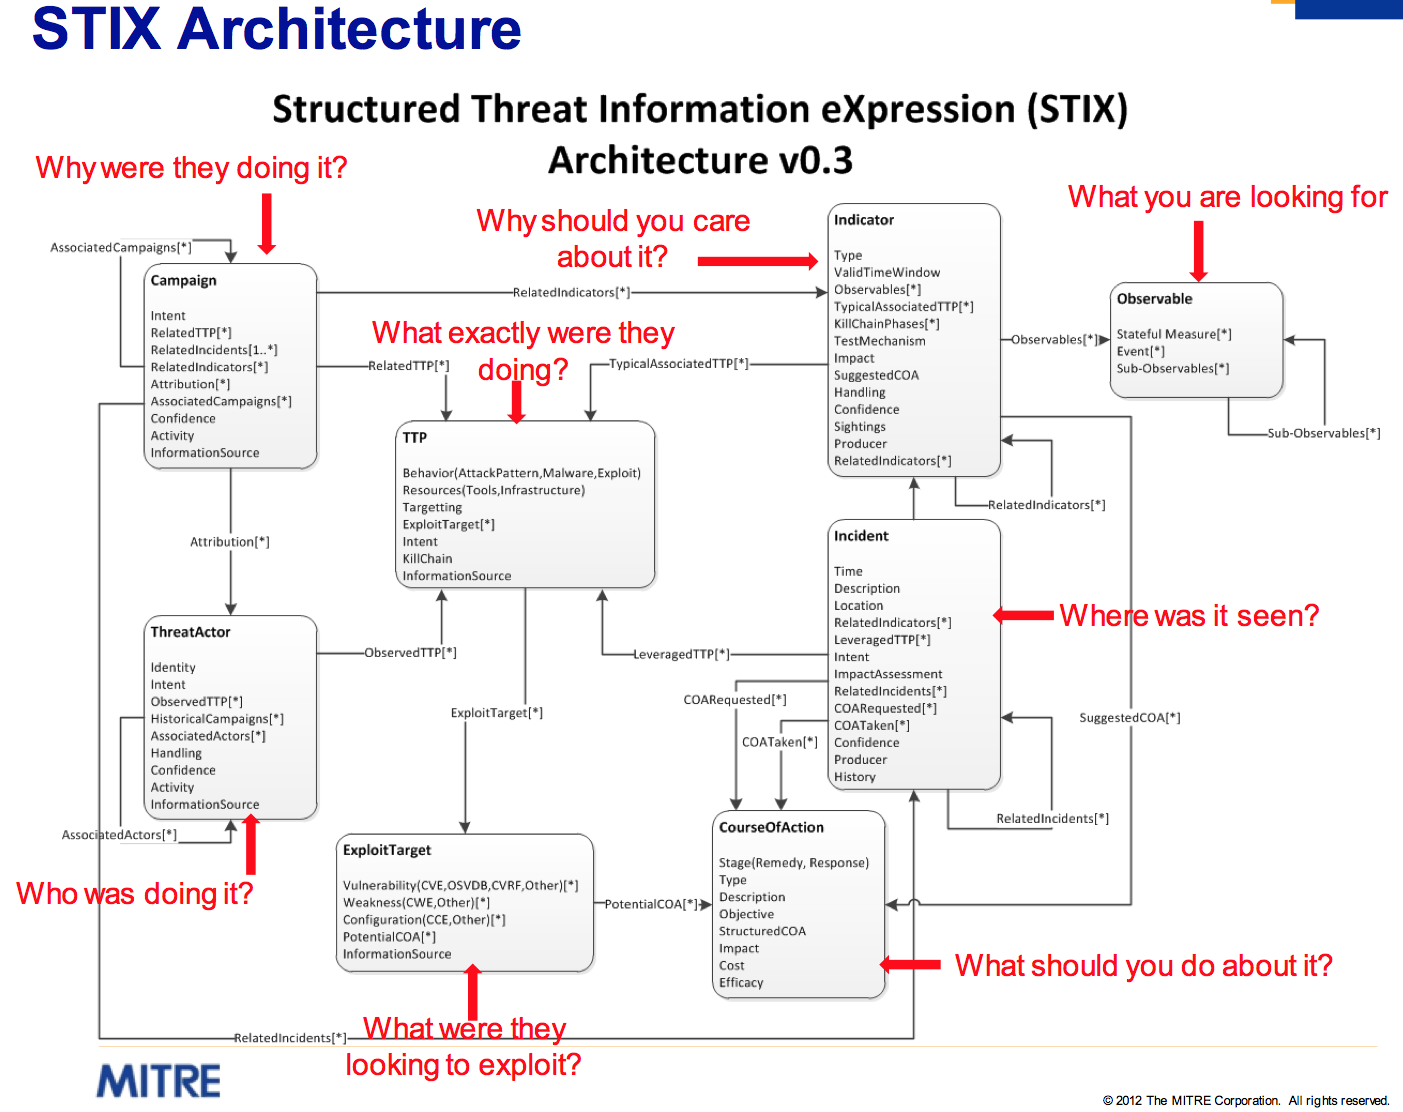 STIX Architecture
Structured Threat Information eXpression (STIX)
Architecture v0.3
Why were they doing it?
What you are looking for
Why should you care
about it?
AssociatedCampaigns[*]
Campaign
Intent
RelatedTTP[*]
RelatedIncidents[1..*]
RelatedIndicators[*]
Attribution[*]
AssociatedCampaigns[*]
Confidence
Activity
InformationSource
RelatedIndicators[*]
Indicator
Type
ValidTimeWindow
Observables[*]
TypicalAssociatedTTP[*]
KillChainPhases[*]
TestMechanism
Impact
SuggestedCOA
Handling
Confidence
Sightings
Producer
RelatedIndicators[*]
Observables[*]
Observable
Stateful Measure[*]
Event[*]
Sub-Observables[*]
Sub-Observables[*]
What exactly were they
doing?
RelatedTTP[*]
TypicalAssociatedTTP[*]
TTP
Behavior(AttackPattern,Malware,Exploit)
Resources(Tools,Infrastructure)
Targetting
ExploitTarget[*]
Intent
KillChain
InformationSource
RelatedIndicators[*]
Attribution[*]
Incident
Time
Description
Location
RelatedIndicators[*]
LeveragedTTP[*]
Intent
ImpactAssessment
RelatedIncidents[*]
COARequested[*]
COATaken[*]
Confidence
Producer
History
Where was it seen?
ThreatActor
Identity
Intent
ObservedTTP[*]
HistoricalCampaigns[*]
AssociatedActors[*]
Handling
Confidence
Activity
InformationSource
ObservedTTP[*]
LeveragedTTP[*]
COARequested[*]
ExploitTarget[*]
SuggestedCOA[*]
COATaken[*]
RelatedIncidents[*]
AssociatedActors[*]
Who was doing it?
ExploitTarget
Vulnerability(CVE,OSVDB,CVRF,Other)[*]
Weakness(CWE,Other)[*]
Configuration(CCE,Other)[*]
PotentialCOA[*]
InformationSource
PotentialCOA[*]
CourseOfAction
Stage(Remedy, Response)
Type
Description
Objective
StructuredCOA
Impact
Cost
Efficacy
What should you do about it?
RelatedIncidents[*]
What were they
looking to exploit?
MITRE
© 2012 The MITRE Corporation. All rights reserved.